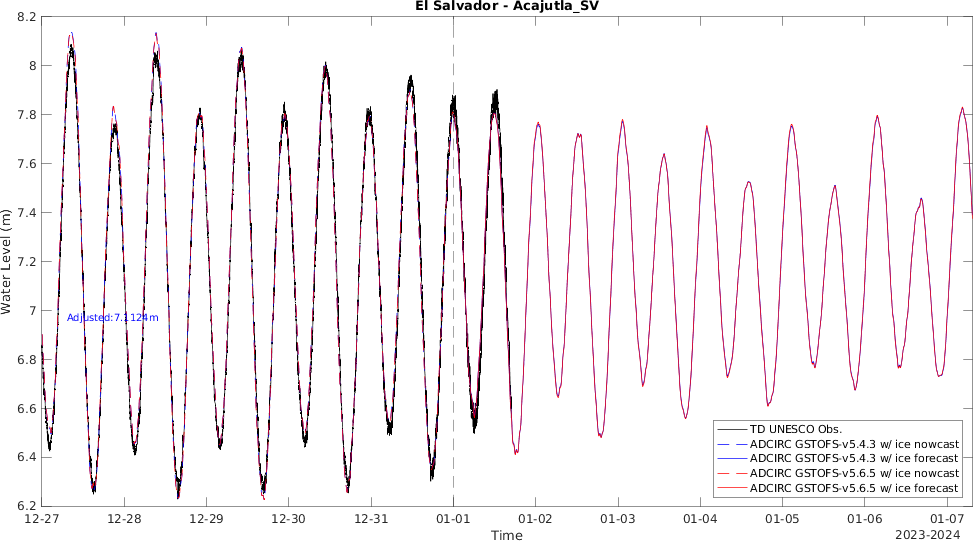 El Salvador - Acajutla_SV
Water Level (m)
8.2
8
7.8
7.6
7.4
7.2
7
6.8
6.6
6.4
6.2
Adjusted:7.1124m
TD UNESCO Obs.
ADCIRC GSTOFS-v5.4.3 w/ ice nowcast
ADCIRC GSTOFS-v5.4.3 w/ ice forecast
ADCIRC GSTOFS-v5.6.5 w/ ice nowcast
ADCIRC GSTOFS-v5.6.5 w/ ice forecast
12-27 12-28 12-29 12-30 12-31 01-01 01-02 01-03 01-04 01-05 01-06 01-07
Time
2023-2024